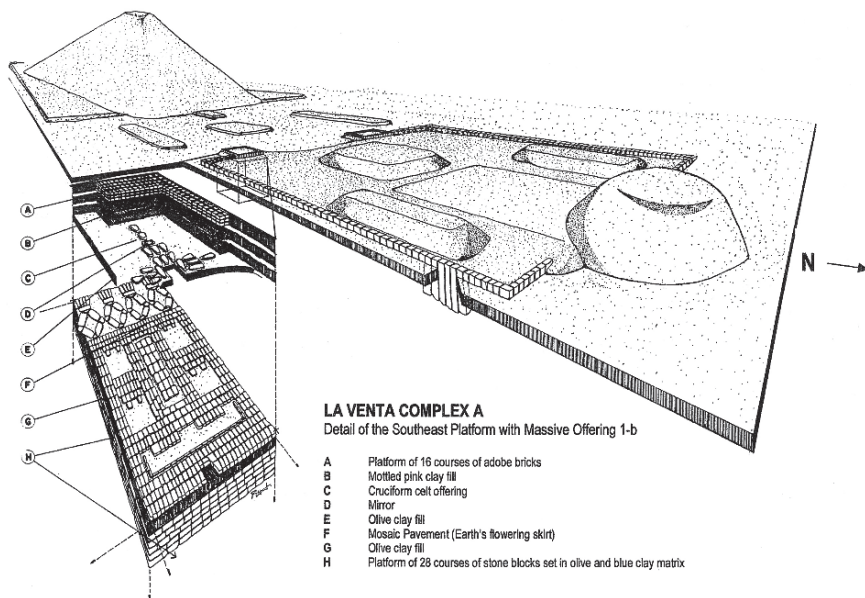 A
B
C
D
E
F
G
H
N
LA VENTA COMPLEX A
Detail of the Southeast Platform with Massive Offering 1-b
A Platform of 16 courses of adobe bricks
B Mottled pink clay fill
C Cruciform celt offering
D Mirror
E Olive clay fill
F Mosaic Pavement (Earth's flowering skirt)
G Olive clay fill
H Platform of 28 courses of stone blocks set in olive and blue clay matrix